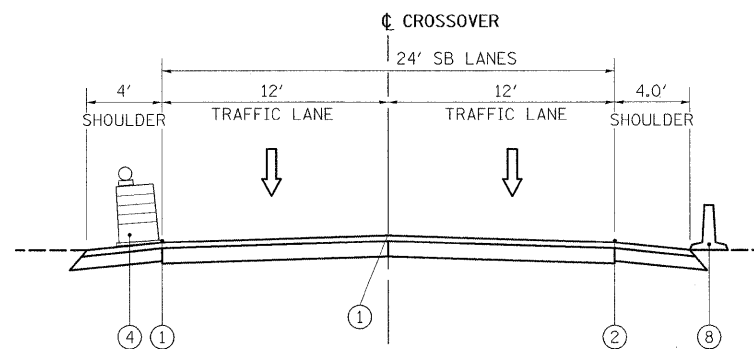 ℄ CROSSOVER
24' SB LANES
4' 12' 12' 4.0'
SHOULDER TRAFFIC LANE TRAFFIC LANE SHOULDER
4 1 1 2 8